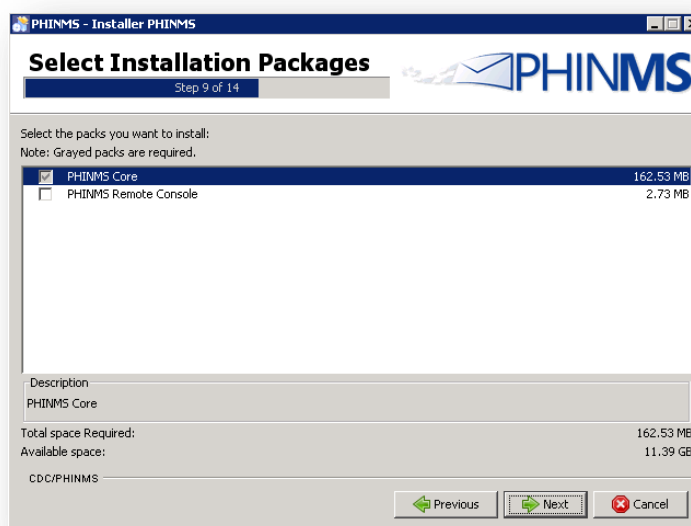 PHINMS - Installer PHINMS
Select Installation Packages
Step 9 of 14
PHINMS
Select the packs you want to install:
Note: Grayed packs are required.
PHINMS Core 162.53 MB
PHINMS Remote Console 2.73 MB
Description
PHINMS Core
Total space Required: 162.53 MB
Available space: 11.39 GB
CDC/PHINMS
Previous Next Cancel